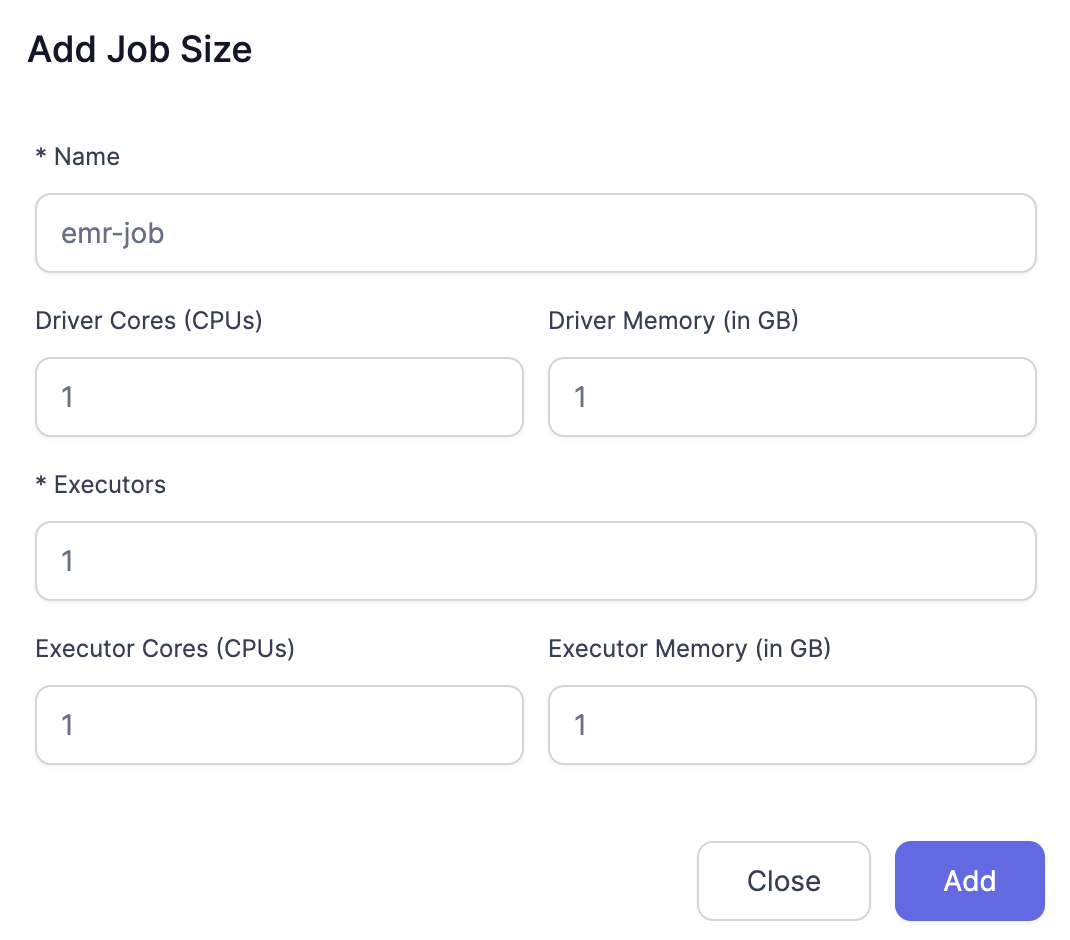 Add Job Size
* Name
emr-job
Driver Cores (CPUs) Driver Memory (in GB)
1 1
* Executors
1
Executor Cores (CPUs) Executor Memory (in GB)
1 1
Close Add